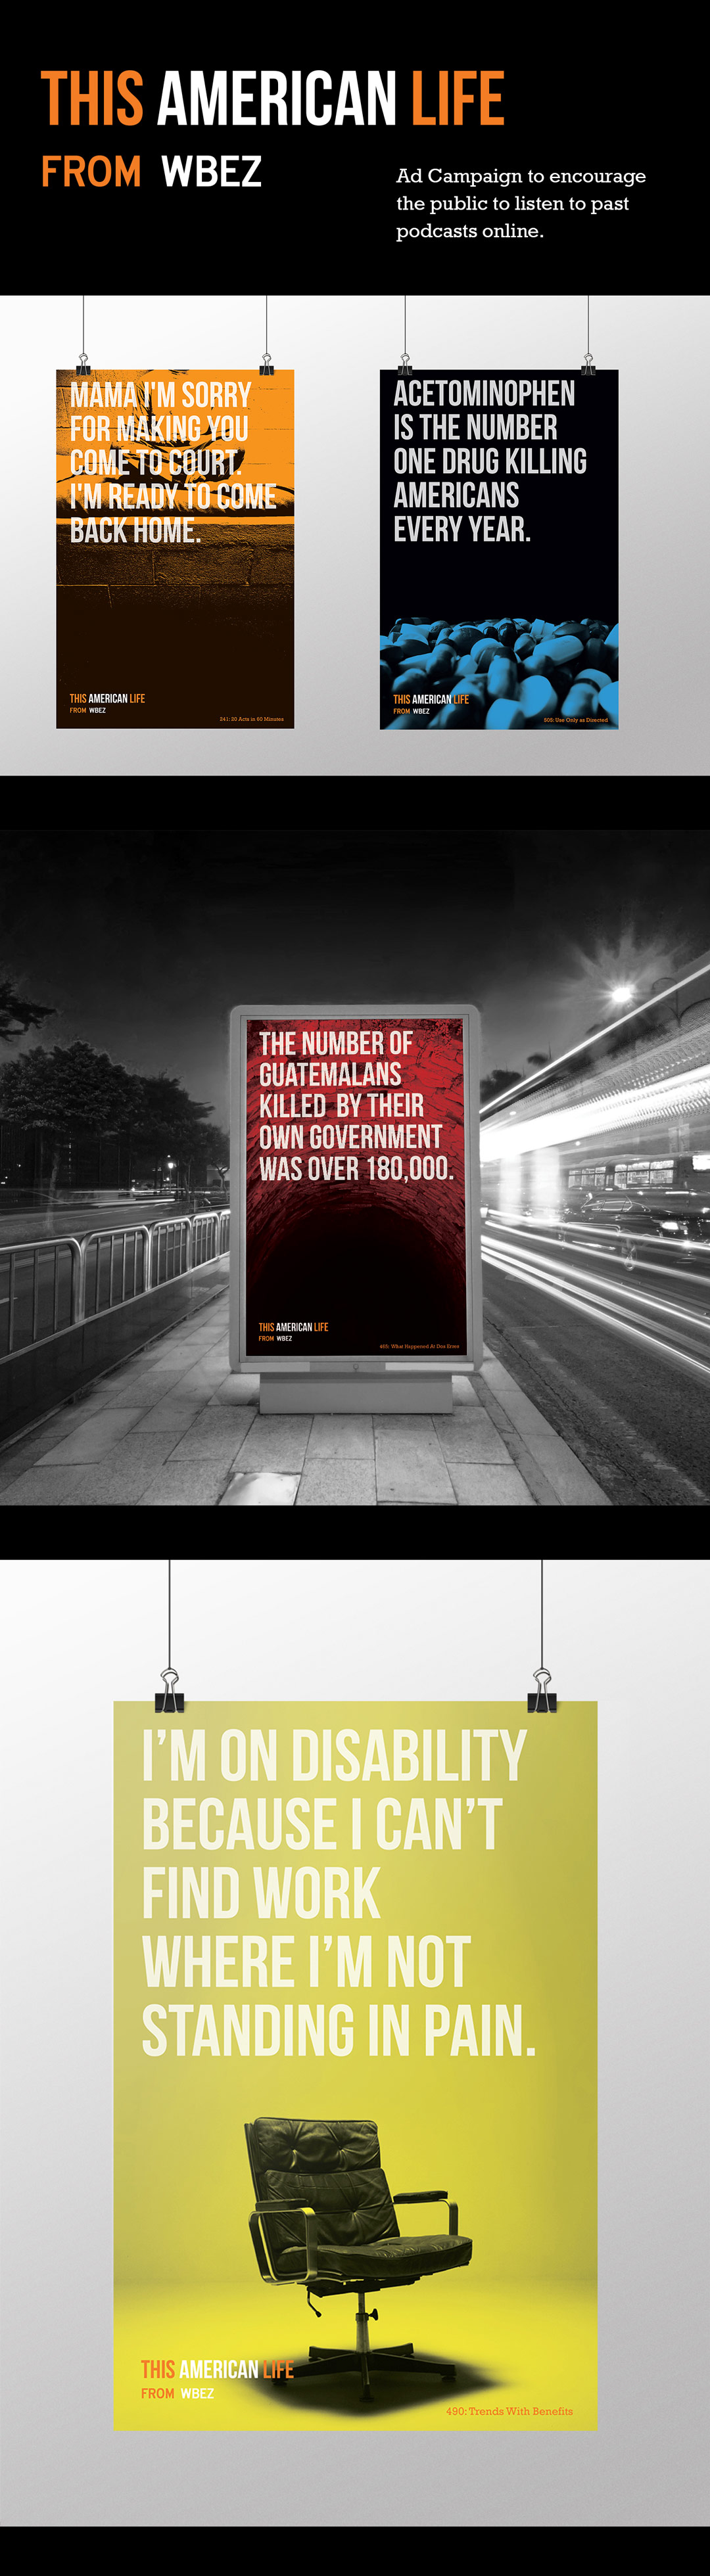 THIS AMERICAN LIFE
FROM WBEZ
Ad Campaign to encourage
the public to listen to past
podcasts online.
MAMA I'M SORRY
FOR MAKING YOU
COME TO COURT.
I'M READY TO COME
BACK HOME.
THIS AMERICAN LIFE
FROM WBEZ
241: 20 Acts in 60 Minutes
ACETOMINOPHEN
IS THE NUMBER
ONE DRUG KILLING
AMERICANS
EVERY YEAR.
THIS AMERICAN LIFE
FROM WBEZ
505: Use Only as Directed
THE NUMBER OF
GUATEMALANS
KILLED BY THEIR
OWN GOVERNMENT
WAS OVER 180,000.
THIS AMERICAN LIFE
FROM WBEZ
465: What Happened At Dos Erres
I’M ON DISABILITY
BECAUSE I CAN’T
FIND WORK
WHERE I’M NOT
STANDING IN PAIN.
THIS AMERICAN LIFE
FROM WBEZ
490: Trends With Benefits